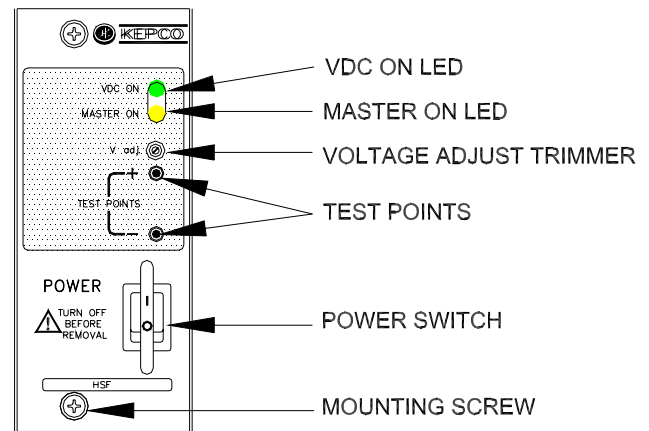 KEPCO
VDC ON
MASTER ON
V adj.
+
TEST POINTS
−
POWER
TURN OFF
BEFORE
REMOVAL
I
O
HSF
VDC ON LED
MASTER ON LED
VOLTAGE ADJUST TRIMMER
TEST POINTS
POWER SWITCH
MOUNTING SCREW